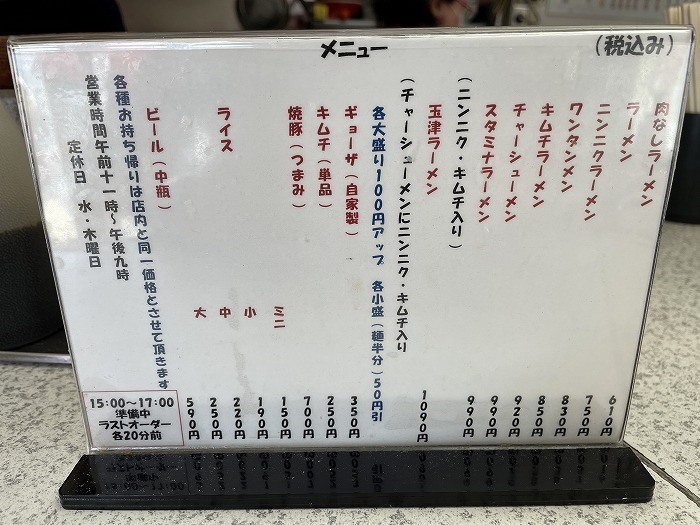 メニュー
(税込み)
肉なしラーメン 610円
ラーメン 750円
ニンニクラーメン 830円
ワンタンメン 850円
キムチラーメン 920円
チャーシューメン 990円
スタミナラーメン 990円
(ニンニク・キムチ入り)
玉津ラーメン 1090円
(チャーシューメンにニンニク・キムチ入り)
各大盛り100円アップ 各小盛(麺半分)50円引
ギョーザ(自家製) 350円
キムチ(単品) 250円
焼豚(つまみ) 700円
ライス ミニ 150円
小 190円
中 220円
大 250円
ビール(中瓶) 590円
各種お持ち帰りは店内と同一価格とさせて頂きます
営業時間午前十一時~午後九時
定休日 水・木曜日
15:00~17:00
準備中
ラストオーダー
各20分前